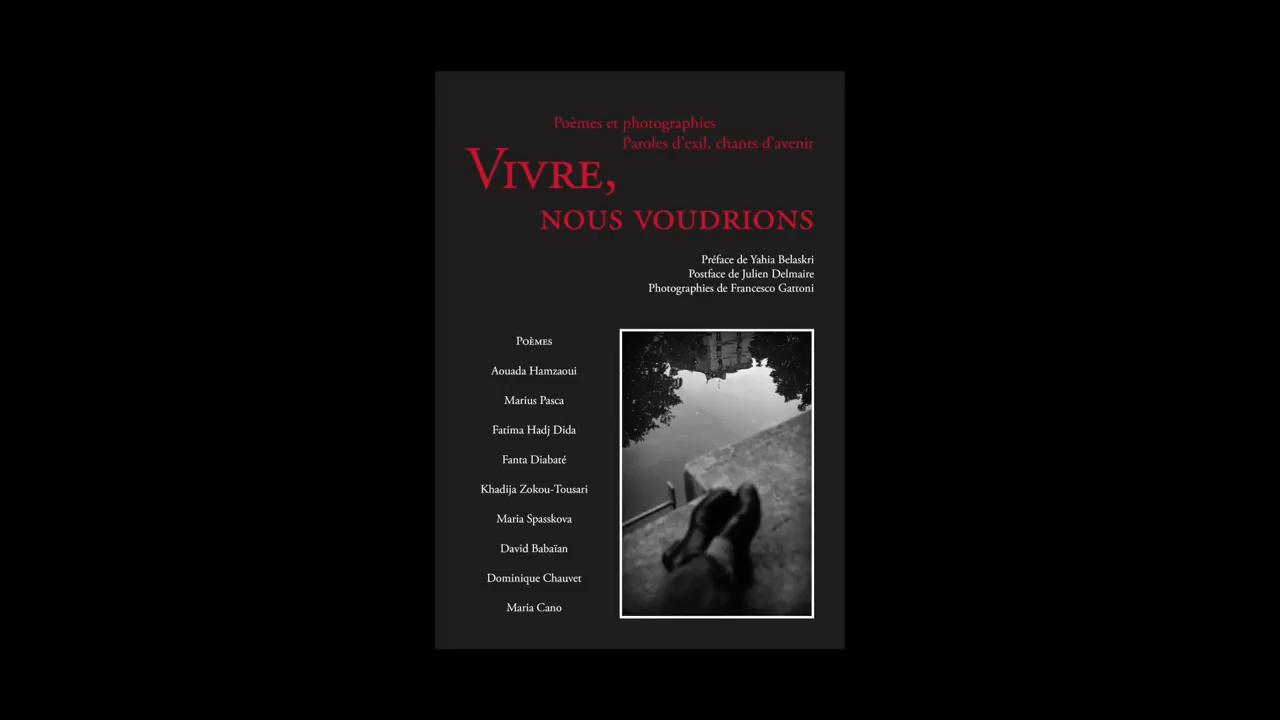 Poèmes et photographies
Paroles d'exil, chants d'avenir
VIVRE,
NOUS VOUDRIONS
Préface de Yahia Belaskri
Postface de Julien Delmaire
Photographies de Francesco Gattoni
POÈMES
Aouada Hamzaoui
Marius Pasca
Fatima Hadj Dida
Fanta Diabaté
Khadija Zokou-Tousari
Maria Spasskova
David Babaïan
Dominique Chauvet
Maria Cano